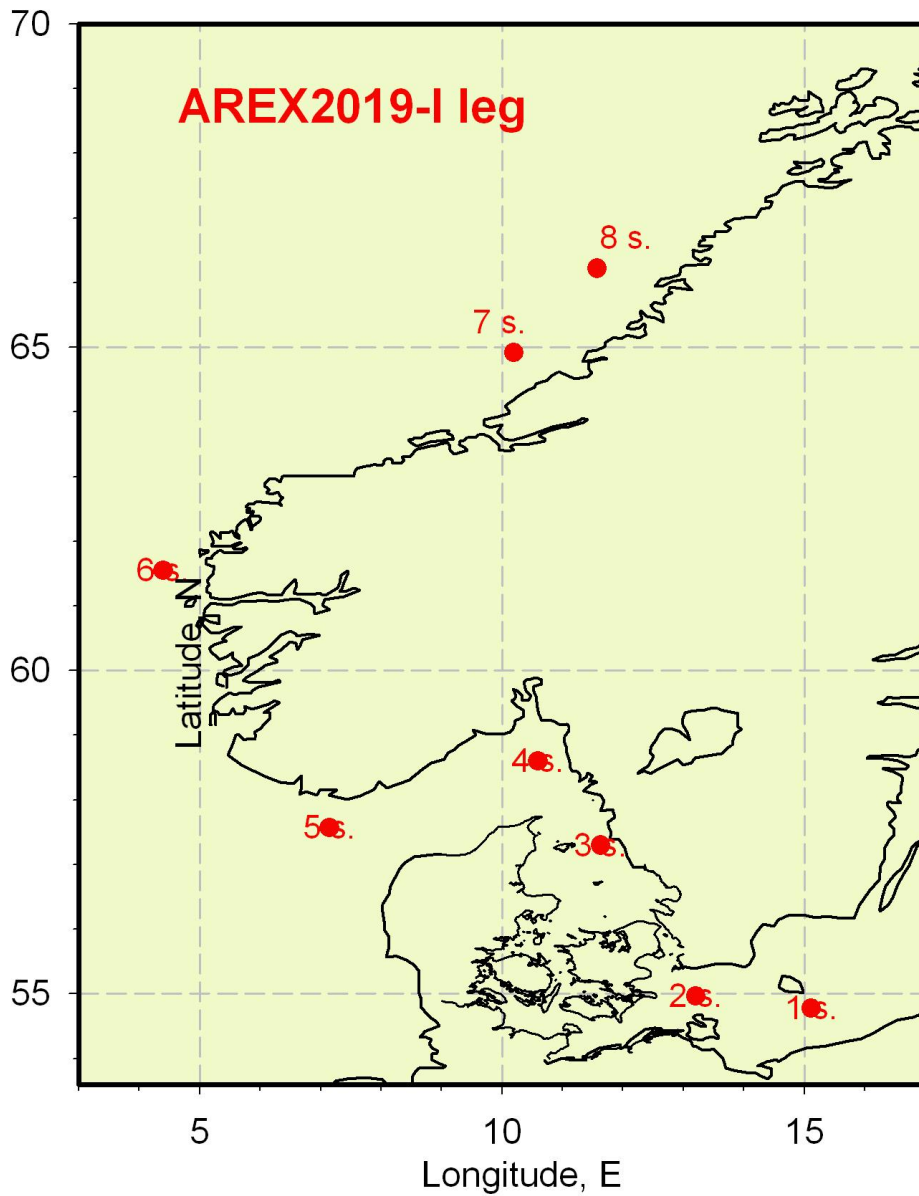 70
AREX2019-I leg
8 s.
7 s.
65
6 s.
Latitude, N
60
4 s.
5 s.
3 s.
55
2 s.
1 s.
5
10
15
Longitude, E